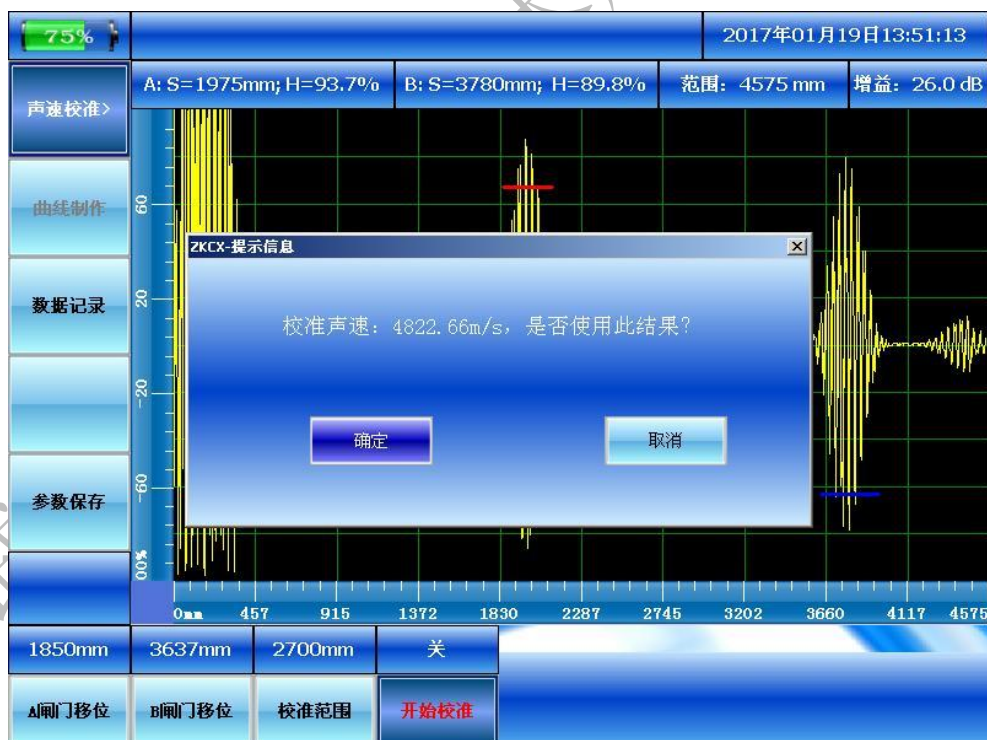 75%
2017年01月19日13:51:13
A: S=1975mm; H=93.7%
B: S=3780mm; H=89.8%
范围: 4575 mm
增益: 26.0 dB
声速校准>
曲线制作
数据记录
参数保存
60
20
-20
-60
00%
ZKCX-提示信息
校准声速: 4822.66m/s, 是否使用此结果?
确定
取消
0mm 457 915 1372 1830 2287 2745 3202 3660 4117 4575
1850mm
3637mm
2700mm
关
A闸门移位
B闸门移位
校准范围
开始校准